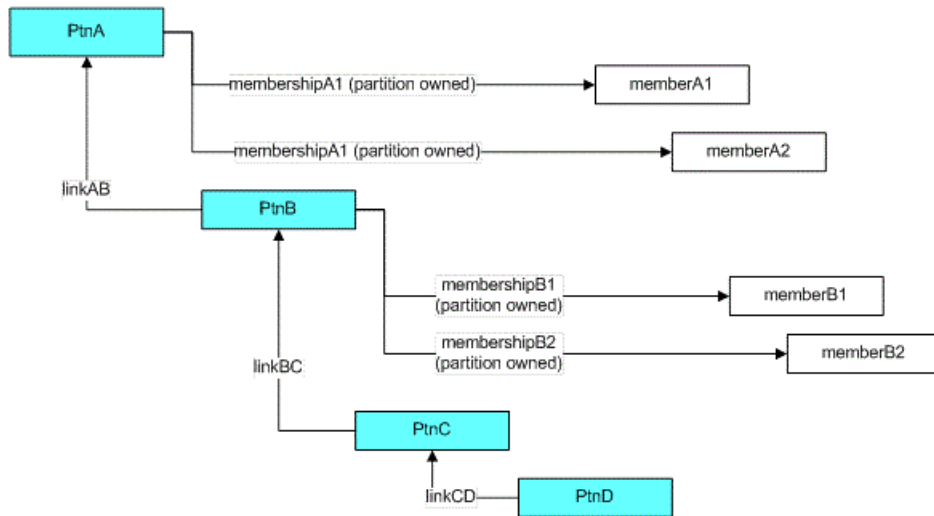 PtnA
membershipA1 (partition owned)
memberA1
membershipA1 (partition owned)
memberA2
linkAB
PtnB
membershipB1
(partition owned)
memberB1
membershipB2
(partition owned)
memberB2
linkBC
PtnC
linkCD
PtnD